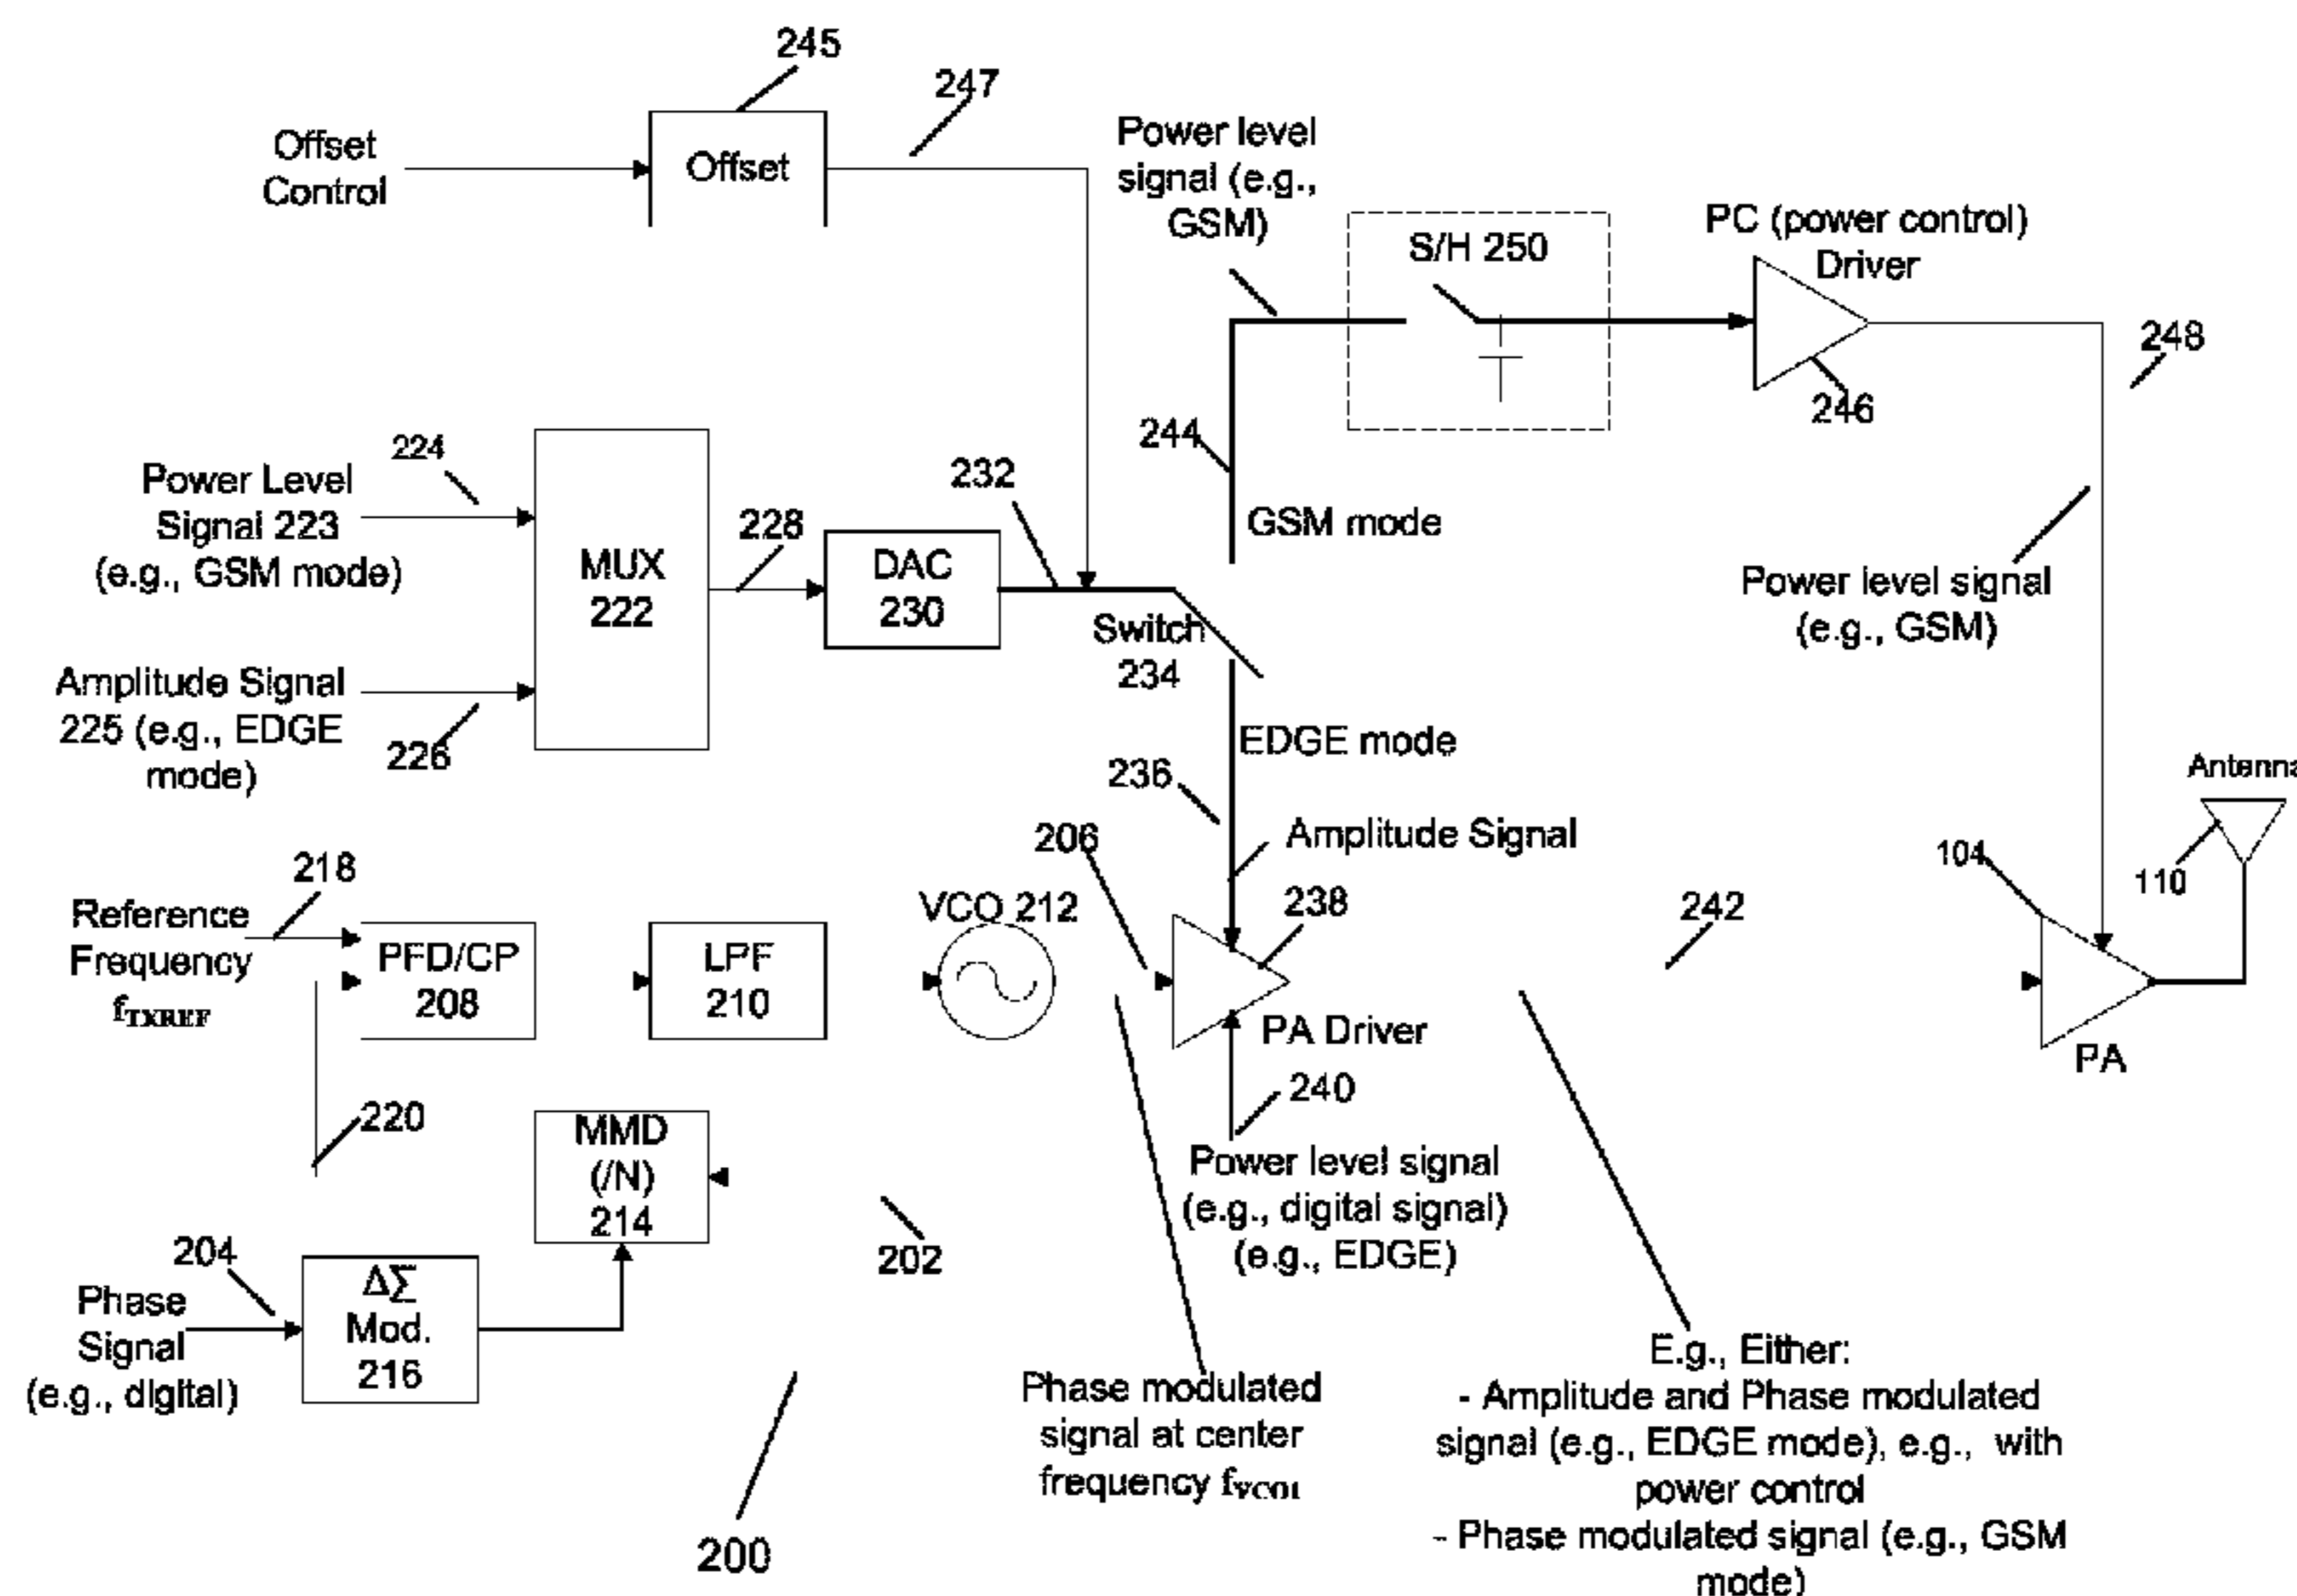 245
247
Offset
Control
Offset
Power level
signal (e.g.,
GSM)
S/H 250
PC (power control)
Driver
246
248
224
Power Level
Signal 223
(e.g., GSM mode)
Amplitude Signal
225 (e.g., EDGE
mode)
226
MUX
222
228
DAC
230
232
Switch
234
244
GSM mode
EDGE mode
236
Amplitude Signal
Power level signal
(e.g., GSM)
Antenna
110
104
PA
218
Reference
Frequency
fTXREF
220
PFD/CP
208
LPF
210
VCO 212
206
238
PA Driver
240
Power level signal
(e.g., digital signal)
(e.g., EDGE)
242
MMD
(/N)
214
202
204
Phase
Signal
(e.g., digital)
ΔΣ
Mod.
216
200
Phase modulated
signal at center
frequency fVCO1
E.g., Either:
- Amplitude and Phase modulated
signal (e.g., EDGE mode), e.g., with
power control
- Phase modulated signal (e.g., GSM
mode)